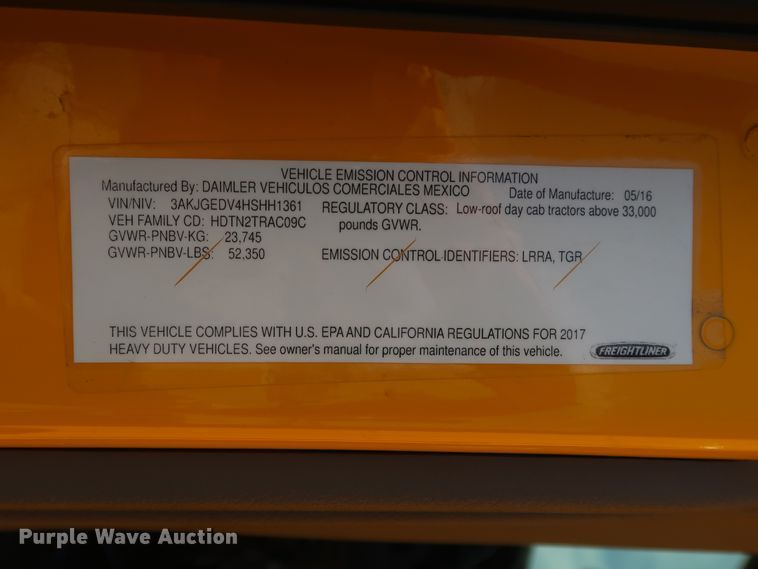 VEHICLE EMISSION CONTROL INFORMATION
Manufactured By: DAIMLER VEHICULOS COMERCIALES MEXICO Date of Manufacture: 05/16
VIN/NIV: 3AKJGEDV4HSHH1361 REGULATORY CLASS: Low-roof day cab tractors above 33,000
VEH FAMILY CD: HDTN2TRAC09C pounds GVWR.
GVWR-PNBV-KG: 23,745
GVWR-PNBV-LBS: 52,350 EMISSION CONTROL IDENTIFIERS: LRRA, TGR
THIS VEHICLE COMPLIES WITH U.S. EPA AND CALIFORNIA REGULATIONS FOR 2017
HEAVY DUTY VEHICLES. See owner's manual for proper maintenance of this vehicle. FREIGHTLINER
Purple Wave Auction